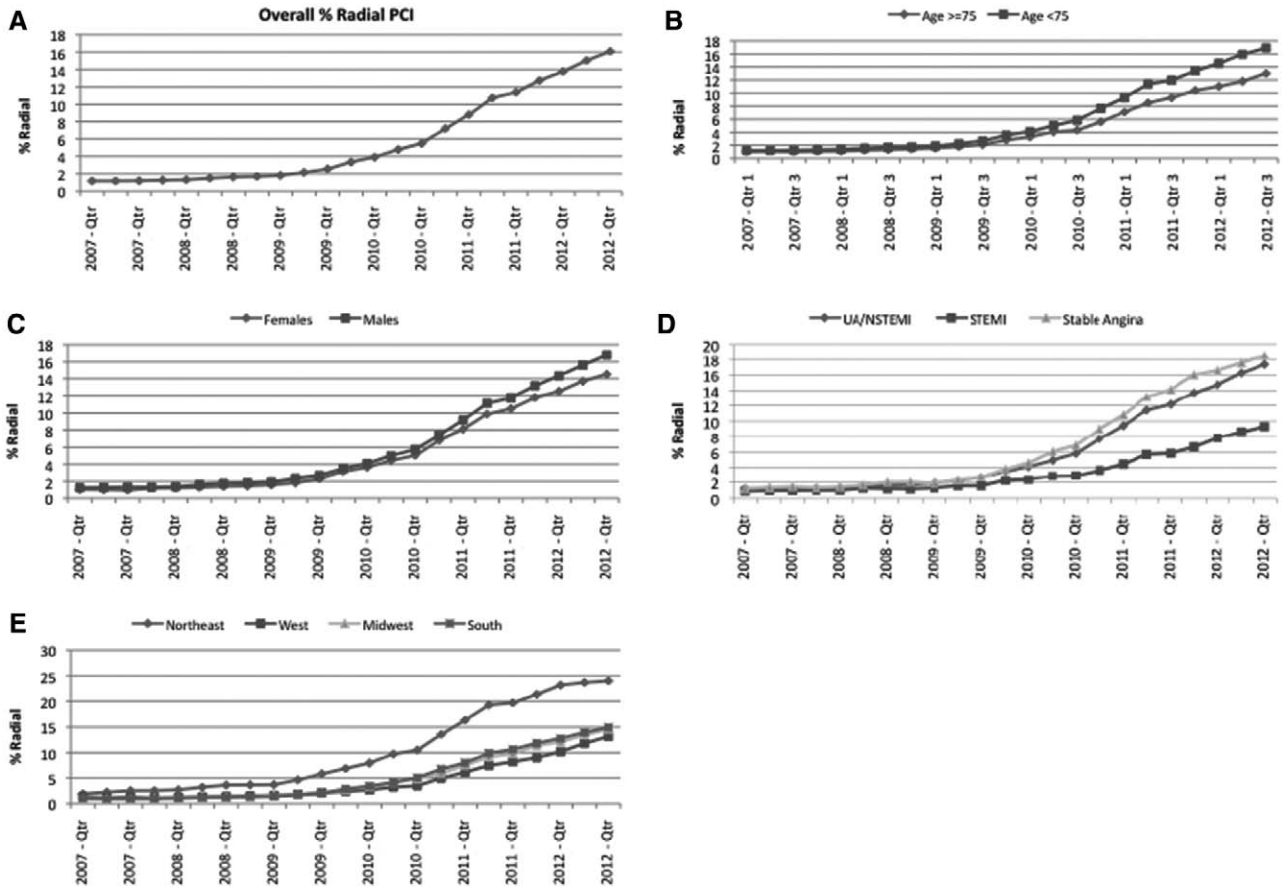 A
Overall % Radial PCI
18
16
14
12
10
8
6
4
2
0
% Radial
2007 - Qtr
2007 - Qtr
2008 - Qtr
2008 - Qtr
2009 - Qtr
2009 - Qtr
2010 - Qtr
2010 - Qtr
2011 - Qtr
2011 - Qtr
2012 - Qtr
2012 - Qtr
B
Age >=75 Age <75
18
16
14
12
10
8
6
4
2
0
% Radial
2007 - Qtr 1
2007 - Qtr 3
2008 - Qtr 1
2008 - Qtr 3
2009 - Qtr 1
2009 - Qtr 3
2010 - Qtr 1
2010 - Qtr 3
2011 - Qtr 1
2011 - Qtr 3
2012 - Qtr 1
2012 - Qtr 3
C
Females Males
18
16
14
12
10
8
6
4
2
0
% Radial
2007 - Qtr
2007 - Qtr
2008 - Qtr
2008 - Qtr
2009 - Qtr
2009 - Qtr
2010 - Qtr
2010 - Qtr
2011 - Qtr
2011 - Qtr
2012 - Qtr
2012 - Qtr
D
UA/NSTEMI STEMI Stable Angira
20
18
16
14
12
10
8
6
4
2
0
% Radial
2007 - Qtr
2007 - Qtr
2008 - Qtr
2008 - Qtr
2009 - Qtr
2009 - Qtr
2010 - Qtr
2010 - Qtr
2011 - Qtr
2011 - Qtr
2012 - Qtr
2012 - Qtr
E
Northeast West Midwest South
30
25
20
15
10
5
0
% Radial
2007 - Qtr
2007 - Qtr
2008 - Qtr
2008 - Qtr
2009 - Qtr
2009 - Qtr
2010 - Qtr
2010 - Qtr
2011 - Qtr
2011 - Qtr
2012 - Qtr
2012 - Qtr